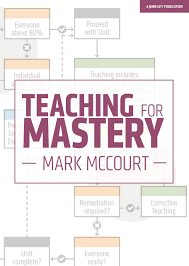 A JOHN CATT PUBLICATION
Everyone
above 80%
Proceed
with Unit
Individual
Teaching includes:
TEACHING FOR
MASTERY
– MARK MCCOURT –
Remediation
required?
Corrective
Teaching
Unit
complete?
Everyone
ready?